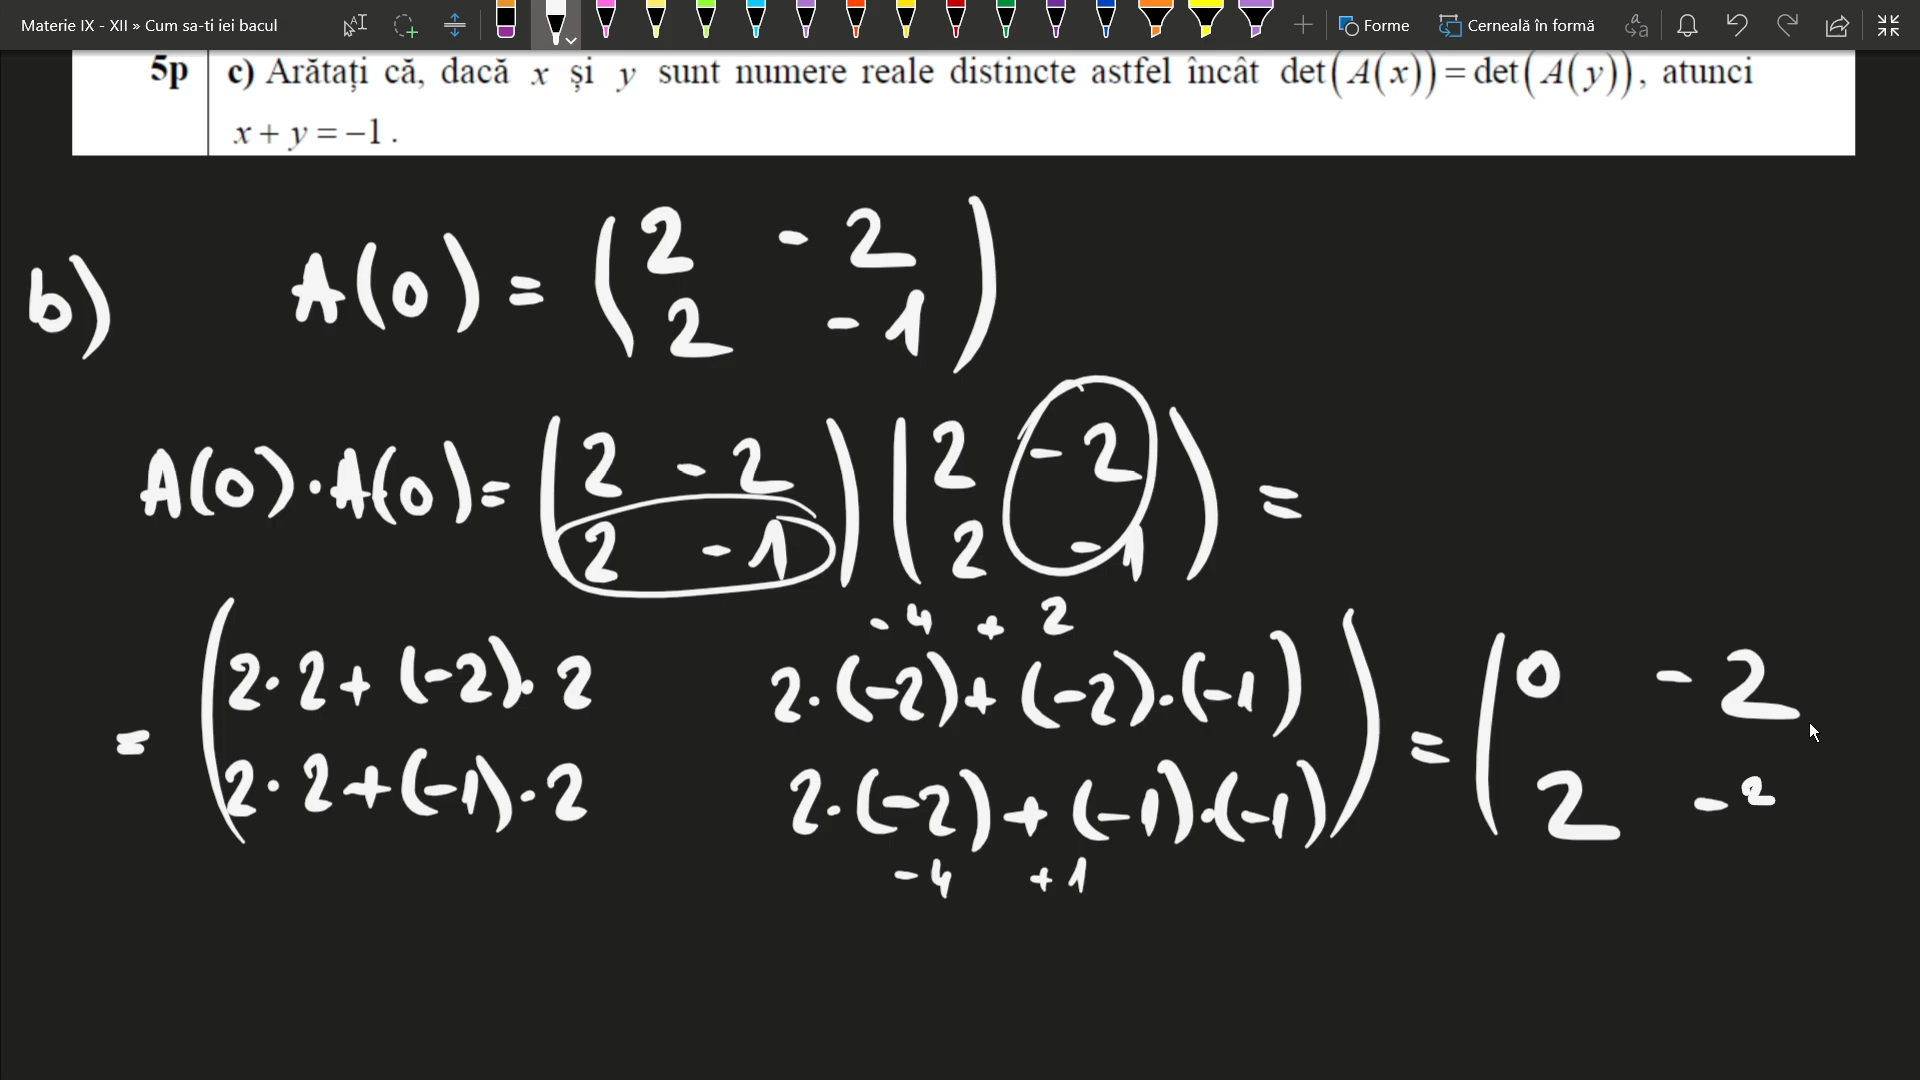 Materie IX - XII » Cum sa-ti iei bacul
Forme
Cerneală în formă
5p c) Arătați că, dacă x și y sunt numere reale distincte astfel încât det(A(x)) = det(A(y)), atunci
x + y = −1 .
b) A(0) = ( 2 -2
2 -1 )
A(0)·A(0) = ( 2 -2 ) ( 2 -2 ) =
2 -1 2 -1
-4 + 2
= ( 2·2+(-2)·2 2·(-2)+(-2)·(-1) ) = ( 0 -2
2·2+(-1)·2 2·(-2)+(-1)·(-1) 2 -2
-4 +1